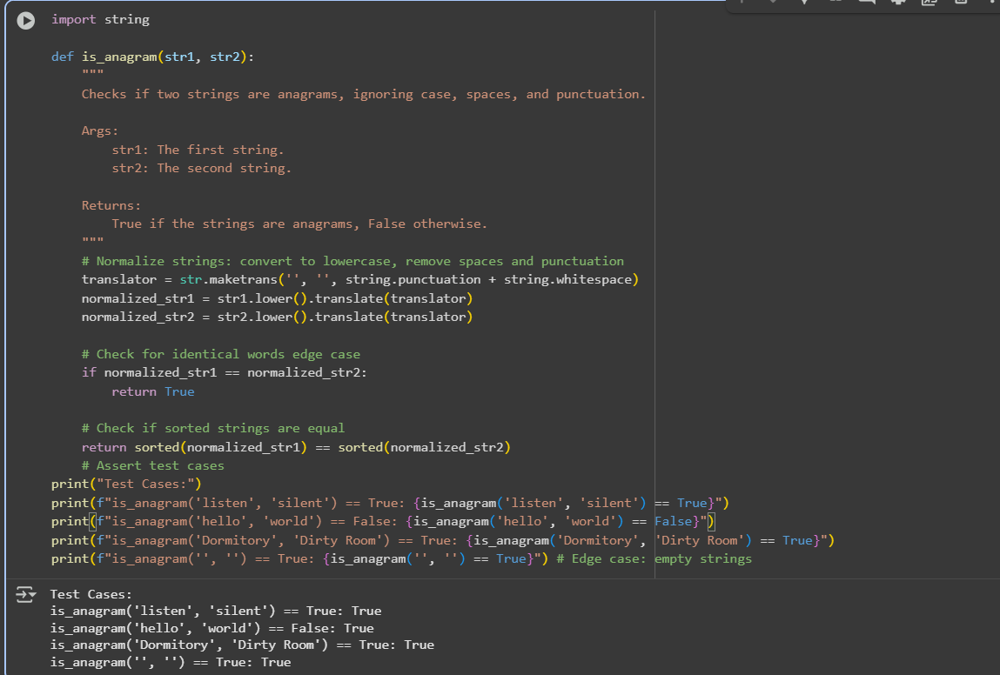 import string
def is_anagram(str1, str2):
    """
    Checks if two strings are anagrams, ignoring case, spaces, and punctuation.
    Args:
        str1: The first string.
        str2: The second string.
    Returns:
        True if the strings are anagrams, False otherwise.
    """
    # Normalize strings: convert to lowercase, remove spaces and punctuation
    translator = str.maketrans('', '', string.punctuation + string.whitespace)
    normalized_str1 = str1.lower().translate(translator)
    normalized_str2 = str2.lower().translate(translator)
    # Check for identical words edge case
    if normalized_str1 == normalized_str2:
        return True
    # Check if sorted strings are equal
    return sorted(normalized_str1) == sorted(normalized_str2)
    # Assert test cases
print("Test Cases:")
print(f"is_anagram('listen', 'silent') == True: {is_anagram('listen', 'silent') == True}")
print(f"is_anagram('hello', 'world') == False: {is_anagram('hello', 'world') == False}")
print(f"is_anagram('Dormitory', 'Dirty Room') == True: {is_anagram('Dormitory', 'Dirty Room') == True}")
print(f"is_anagram('', '') == True: {is_anagram('', '') == True}") # Edge case: empty strings
Test Cases:
is_anagram('listen', 'silent') == True: True
is_anagram('hello', 'world') == False: True
is_anagram('Dormitory', 'Dirty Room') == True: True
is_anagram('', '') == True: True